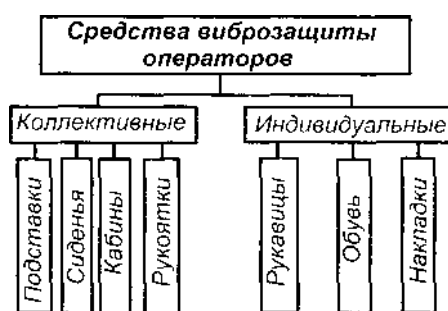 Средства виброзащиты
операторов
Коллективные
Индивидуальные
Подставки
Сиденья
Кабины
Рукоятки
Рукавицы
Обувь
Накладки